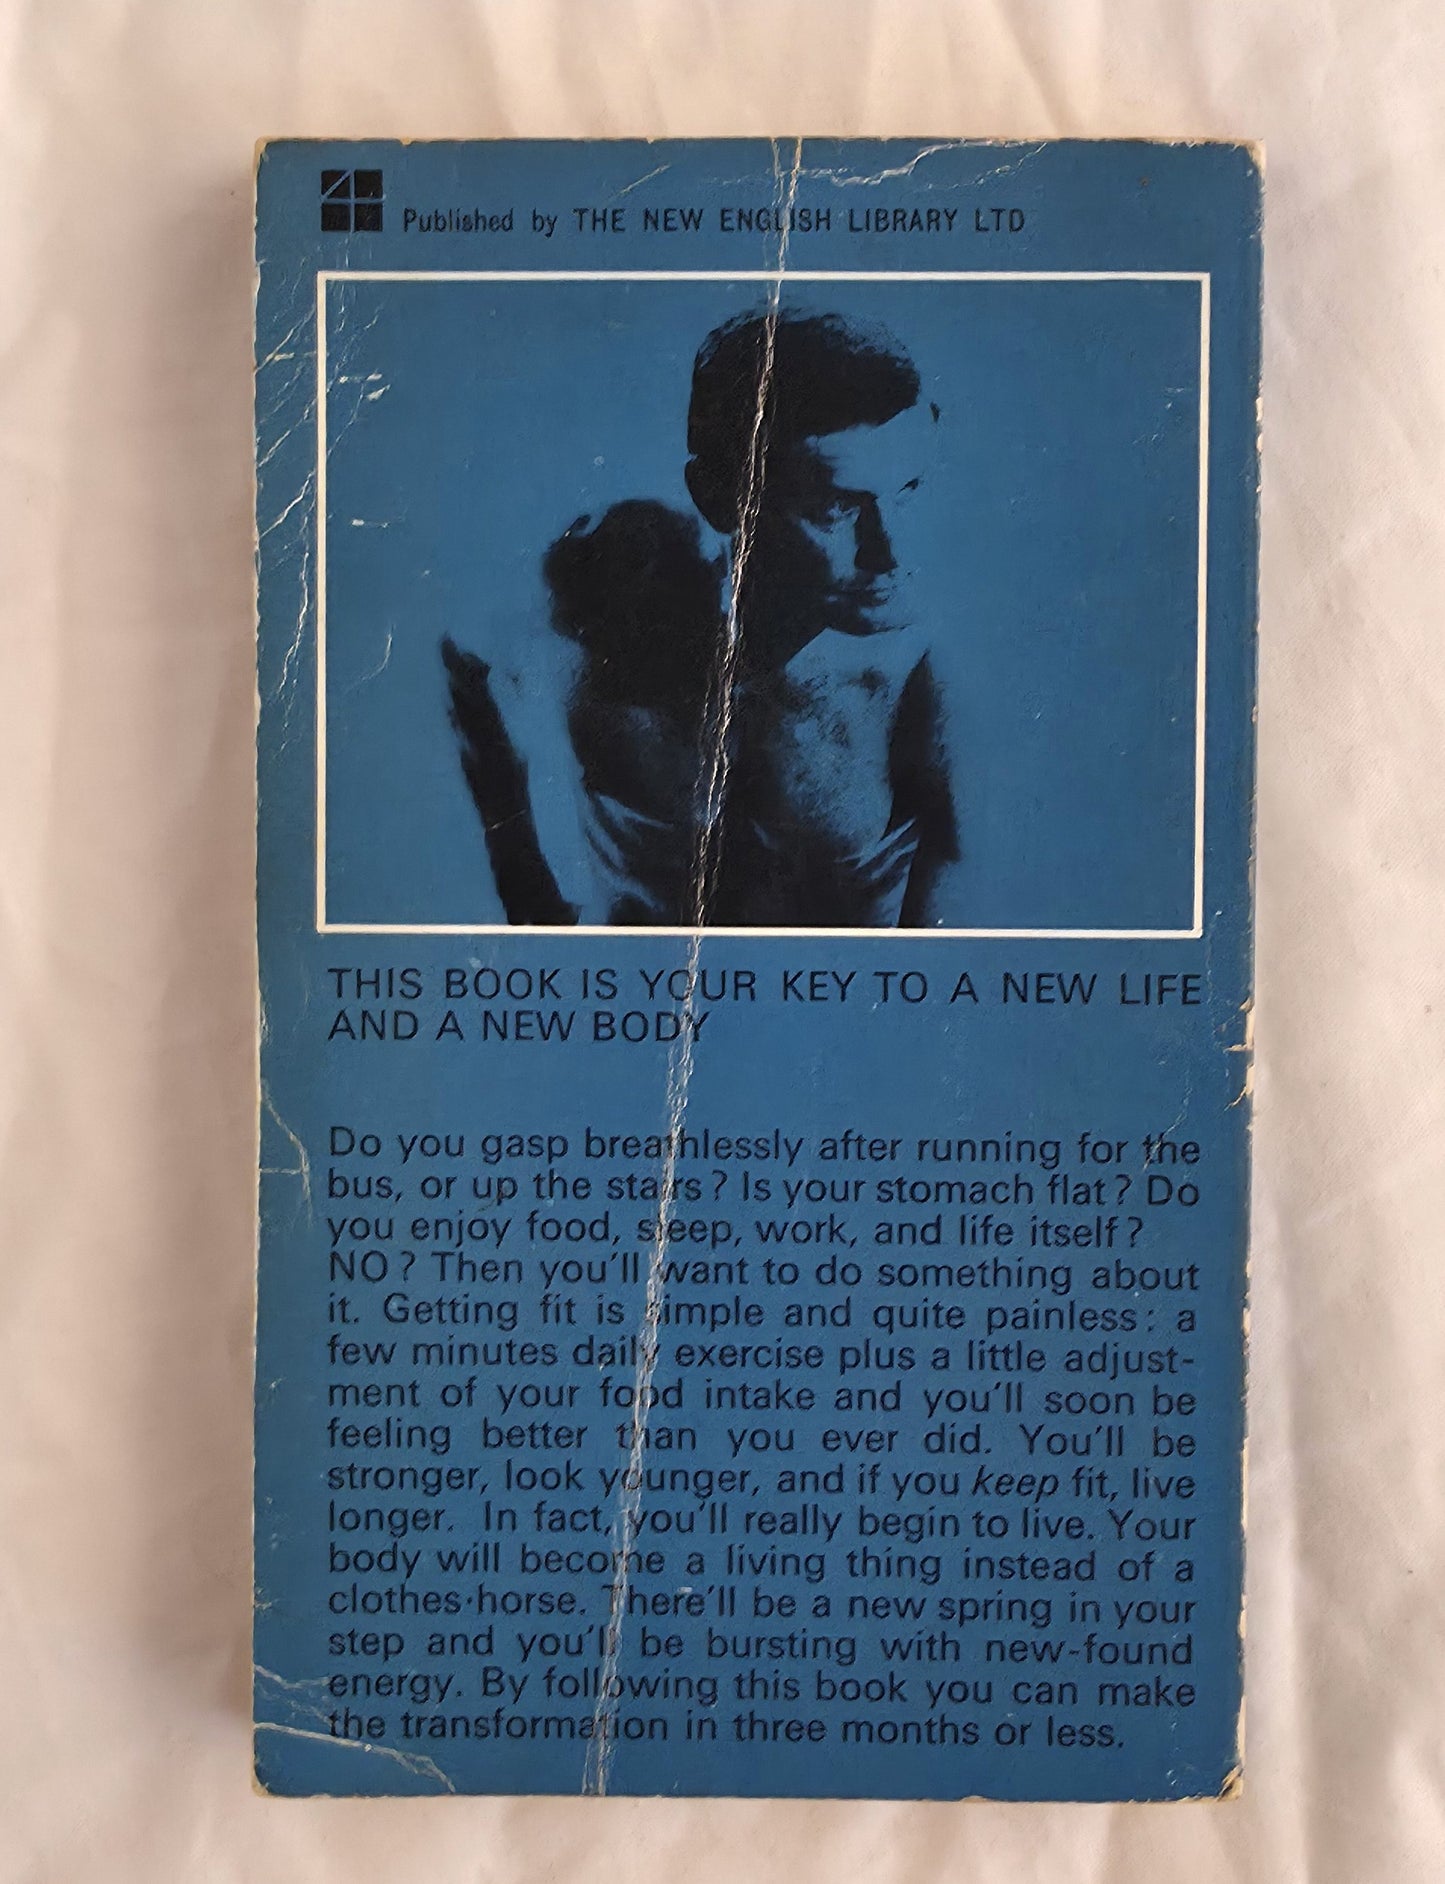 Published by THE NEW ENGLISH LIBRARY LTD
THIS BOOK IS YOUR KEY TO A NEW LIFE
AND A NEW BODY
Do you gasp breathlessly after running for the
bus, or up the stairs? Is your stomach flat? Do
you enjoy food, sleep, work, and life itself?
NO? Then you'll want to do something about
it. Getting fit is simple and quite painless: a
few minutes daily exercise plus a little adjust-
ment of your food intake and you'll soon be
feeling better than you ever did. You'll be
stronger, look younger, and if you keep fit, live
longer. In fact, you'll really begin to live. Your
body will become a living thing instead of a
clothes·horse. There'll be a new spring in your
step and you'll be bursting with new-found
energy. By following this book you can make
the transformation in three months or less.